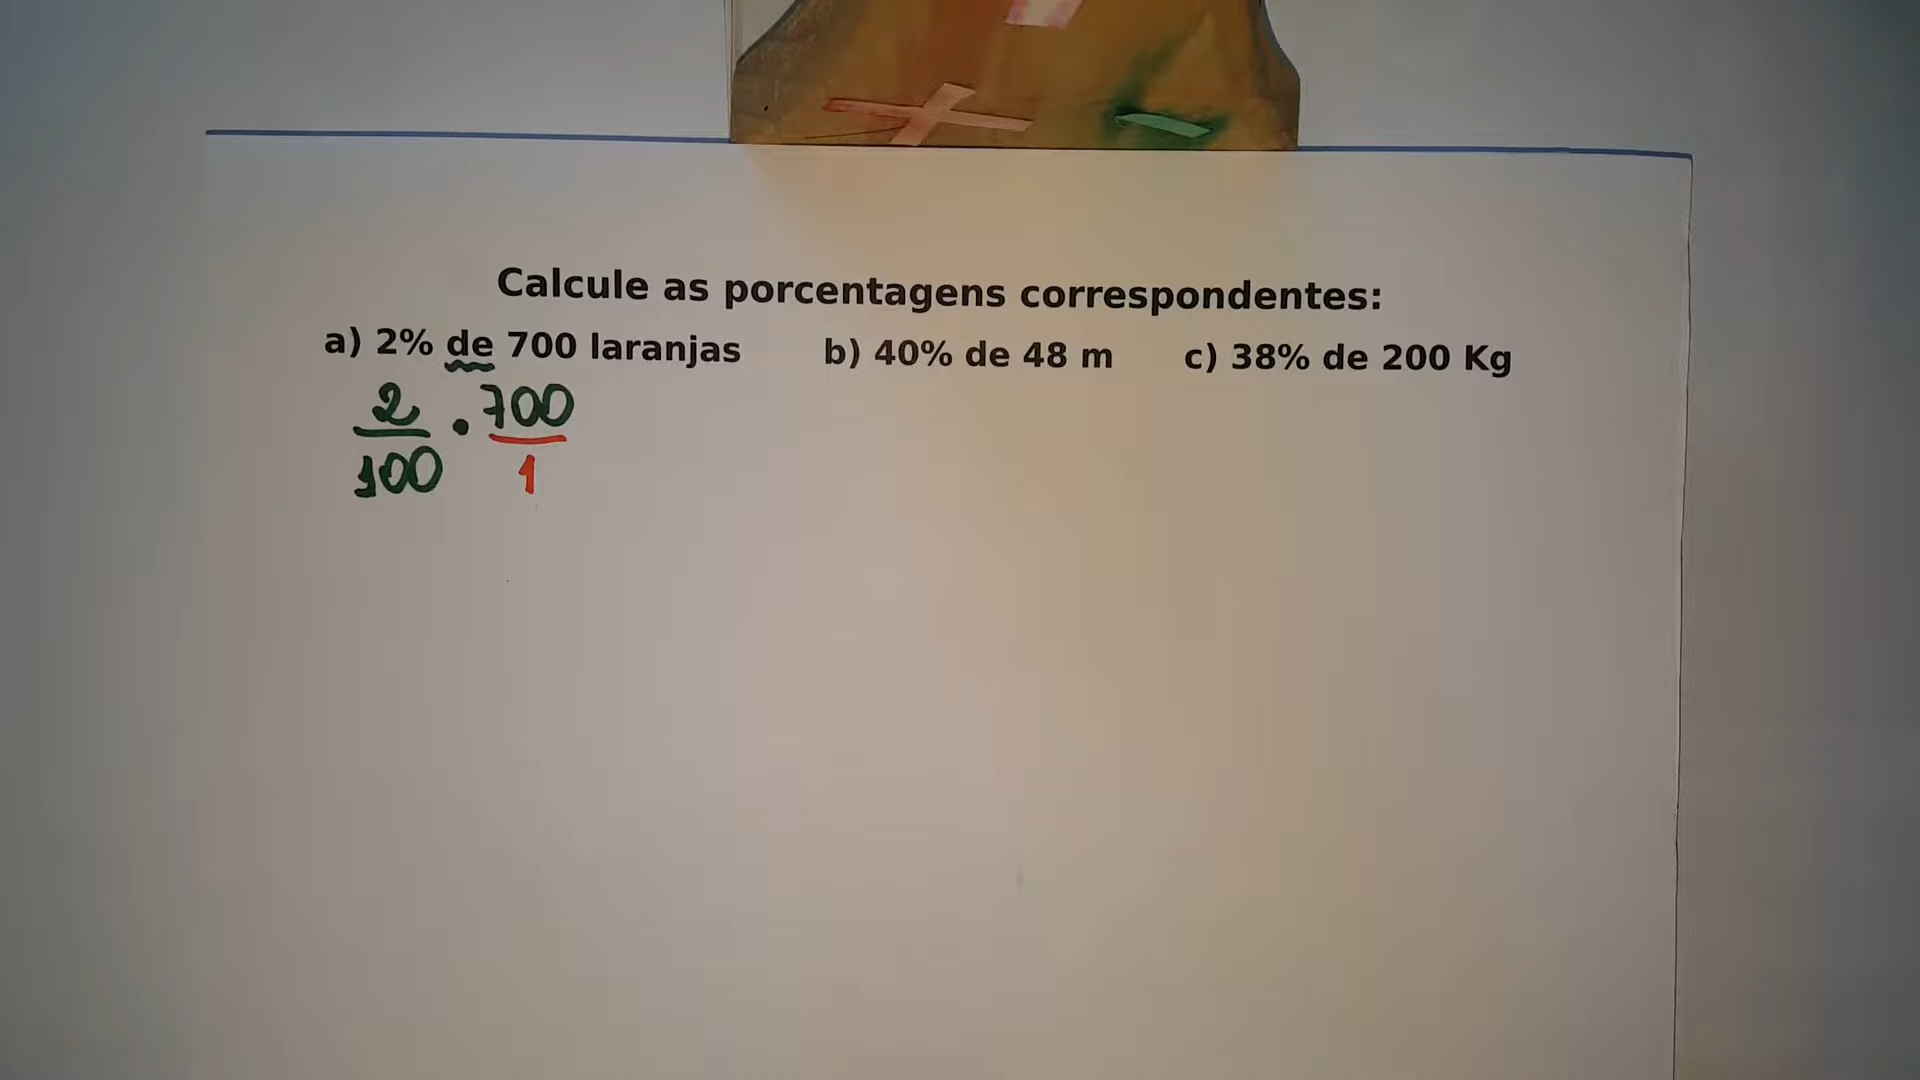 Calcule as porcentagens correspondentes:
a) 2% de 700 laranjas b) 40% de 48 m c) 38% de 200 Kg
2 . 700
100 1